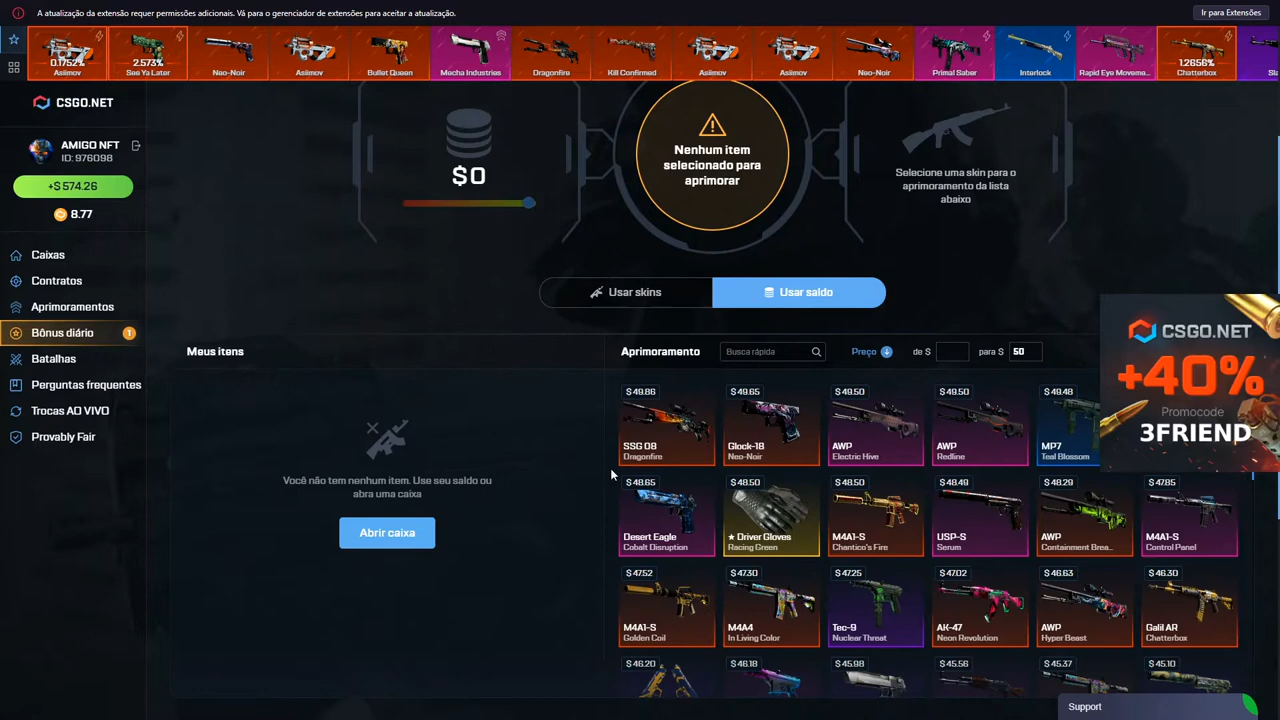 A atualização da extensão requer permissões adicionais. Vá para o gerenciador de extensões para aceitar a atualização.
Ir para Extensões
0.1752%
Asiimov
2.573%
See Ya Later
Neo-Noir
Asiimov
Bullet Queen
Mecha Industries
Dragonfire
Kill Confirmed
Asiimov
Asiimov
Neo-Noir
Primal Saber
Interlock
Rapid Eye Moveme...
1.2656%
Chatterbox
CSGO.NET
AMIGO NFT
ID: 976098
+$ 574.26
8.77
Caixas
Contratos
Aprimoramentos
Bônus diário
1
Batalhas
Perguntas frequentes
Trocas AO VIVO
Provably Fair
$0
Nenhum item
selecionado para
aprimorar
Selecione uma skin para o
aprimoramento da lista
abaixo
Usar skins
Usar saldo
Meus itens
Você não tem nenhum item. Use seu saldo ou
abra uma caixa
Abrir caixa
Aprimoramento
Busca rápida
Preço
de $
para $
50
$ 49.86
SSG 08
Dragonfire
$ 49.65
Glock-18
Neo-Noir
$ 49.50
AWP
Electric Hive
$ 49.50
AWP
Redline
$ 49.48
MP7
Teal Blossom
$ 48.65
Desert Eagle
Cobalt Disruption
$ 48.50
★ Driver Gloves
Racing Green
$ 48.50
M4A1-S
Chantico's Fire
$ 48.49
USP-S
Serum
$ 48.29
AWP
Containment Brea...
$ 47.85
M4A1-S
Control Panel
$ 47.52
M4A1-S
Golden Coil
$ 47.30
M4A4
In Living Color
$ 47.25
Tec-9
Nuclear Threat
$ 47.02
AK-47
Neon Revolution
$ 46.63
AWP
Hyper Beast
$ 46.30
Galil AR
Chatterbox
$ 46.20
$ 46.18
$ 45.98
$ 45.56
$ 45.37
$ 45.10
CSGO.NET
+40%
Promocode
3FRIEND
Support